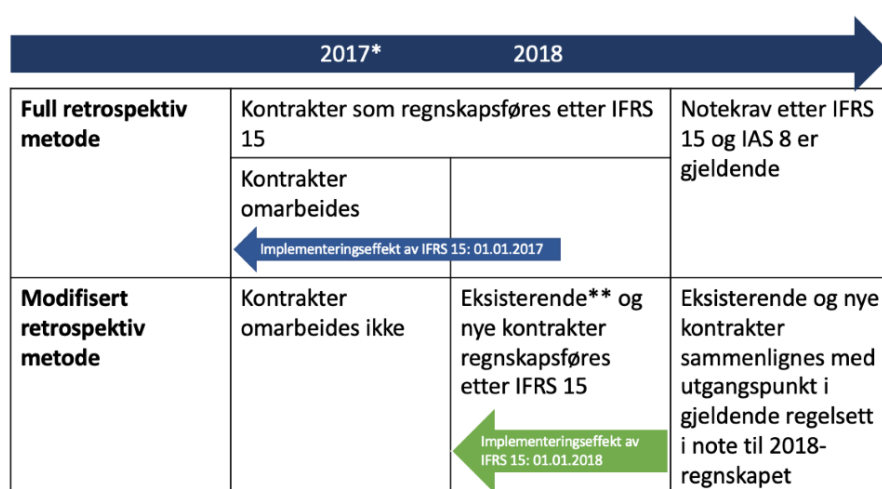 2017* 2018
Full retrospektiv
metode
Kontrakter som regnskapsføres etter IFRS
15
Notekrav etter IFRS
15 og IAS 8 er
gjeldende
Kontrakter
omarbeides
Implementeringseffekt av IFRS 15: 01.01.2017
Modifisert
retrospektiv
metode
Kontrakter
omarbeides ikke
Eksisterende** og
nye kontrakter
regnskapsføres
etter IFRS 15
Implementeringseffekt av
IFRS 15: 01.01.2018
Eksisterende og nye
kontrakter
sammenlignes med
utgangspunkt i
gjeldende regelsett
i note til 2018-
regnskapet